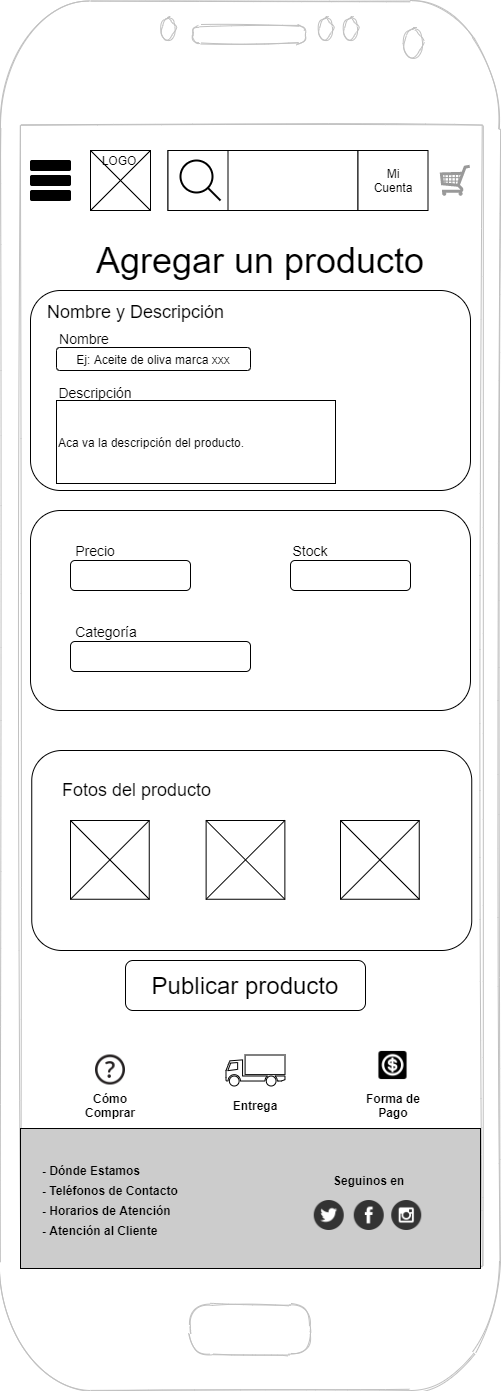 LOGO
Mi
Cuenta
Agregar un producto
Nombre y Descripción
Nombre
Ej: Aceite de oliva marca xxx
Descripción
Aca va la descripción del producto.
Precio
Stock
Categoría
Fotos del producto
Publicar producto
Cómo
Comprar
Entrega
Forma de
Pago
- Dónde Estamos
- Teléfonos de Contacto
- Horarios de Atención
- Atención al Cliente
Seguinos en